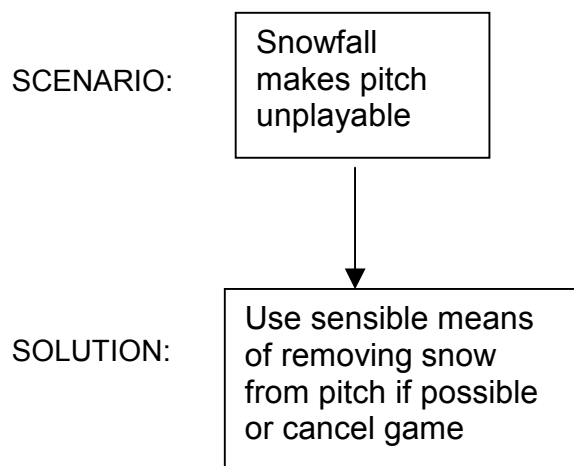 SCENARIO:
Snowfall
makes pitch
unplayable
SOLUTION:
Use sensible means
of removing snow
from pitch if possible
or cancel game